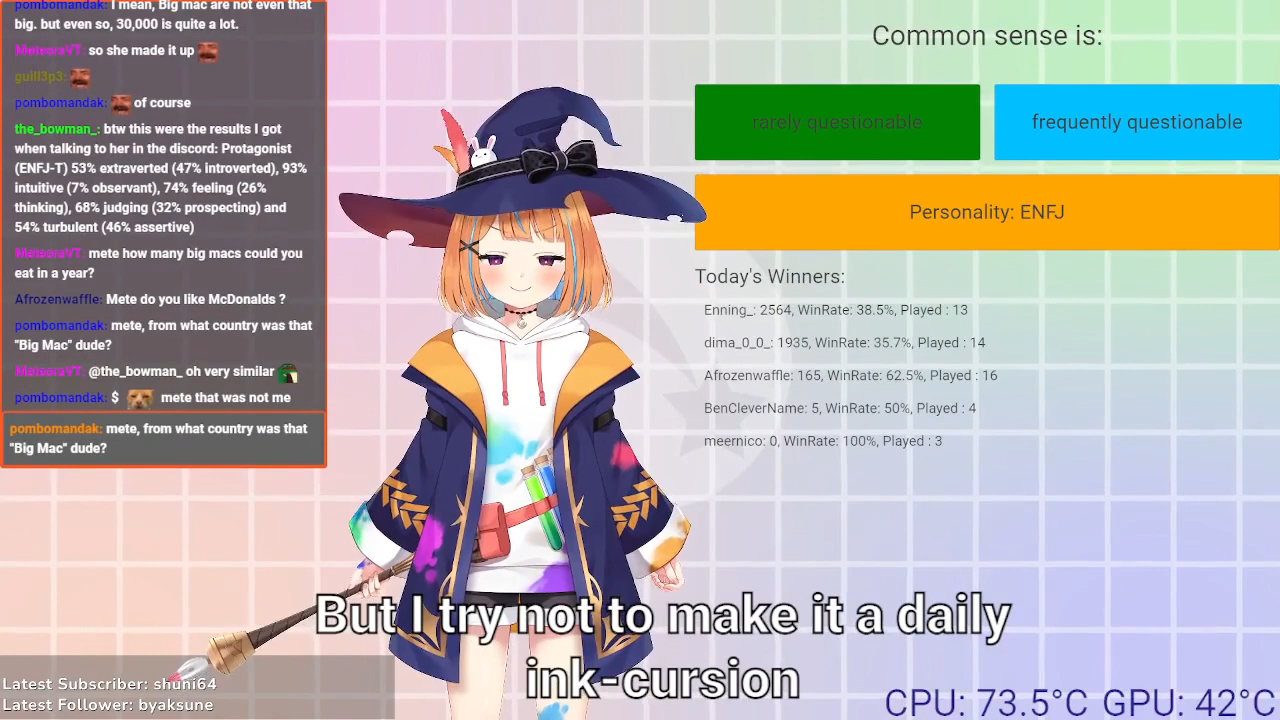 pombomandak: I mean, Big mac are not even that
big. but even so, 30,000 is quite a lot.
MeteoraVT: so she made it up
guill3p3:
pombomandak: of course
the_bowman_: btw this were the results I got
when talking to her in the discord: Protagonist
(ENFJ-T) 53% extraverted (47% introverted), 93%
intuitive (7% observant), 74% feeling (26%
thinking), 68% judging (32% prospecting) and
54% turbulent (46% assertive)
MeteoraVT: mete how many big macs could you
eat in a year?
Afrozenwaffle: Mete do you like McDonalds ?
pombomandak: mete, from what country was that
"Big Mac" dude?
MeteoraVT: @the_bowman_ oh very similar
pombomandak: $ mete that was not me
pombomandak: mete, from what country was that
"Big Mac" dude?
Common sense is:
rarely questionable
frequently questionable
Personality: ENFJ
Today's Winners:
Enning_: 2564, WinRate: 38.5%, Played : 13
dima_0_0_: 1935, WinRate: 35.7%, Played : 14
Afrozenwaffle: 165, WinRate: 62.5%, Played : 16
BenCleverName: 5, WinRate: 50%, Played : 4
meernico: 0, WinRate: 100%, Played : 3
But I try not to make it a daily
ink-cursion
Latest Subscriber: shuni64
Latest Follower: byaksune
CPU: 73.5°C GPU: 42°C